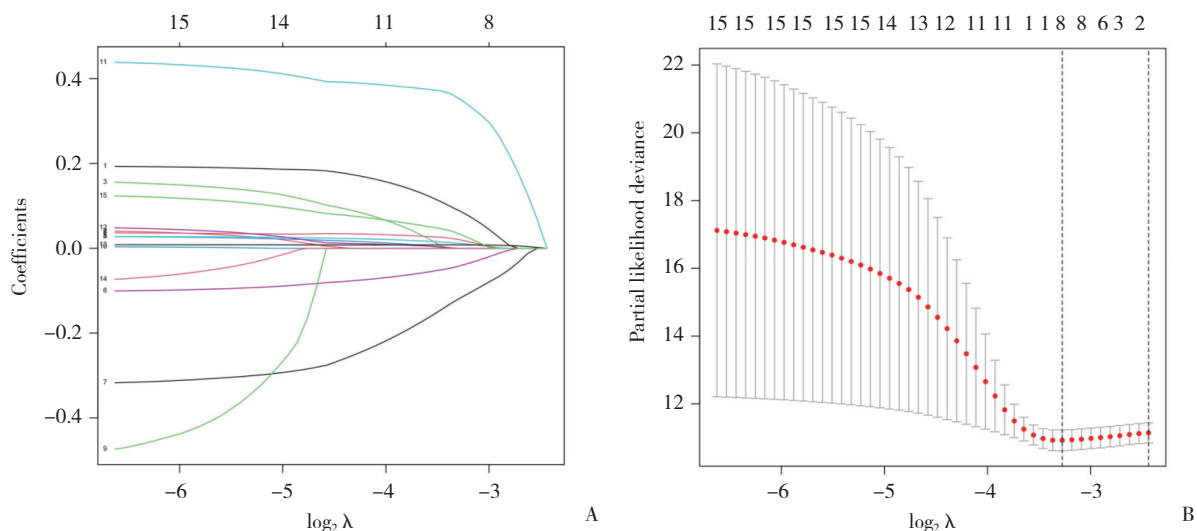 15 14 11 8
0.4
0.2
0.0
−0.2
−0.4
Coefficients
11
1
3
15
14
6
7
9
−6 −5 −4 −3
log₂ λ
A
15 15 15 15 15 15 14 13 12 11 11 1 1 8 8 6 3 2
22
20
18
16
14
12
Partial likelihood deviance
−6 −5 −4 −3
log₂ λ
B